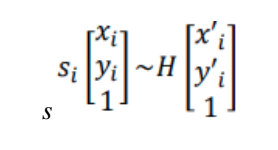 s_i [x_i y_i 1] ~ H [x'_i y'_i 1]
s